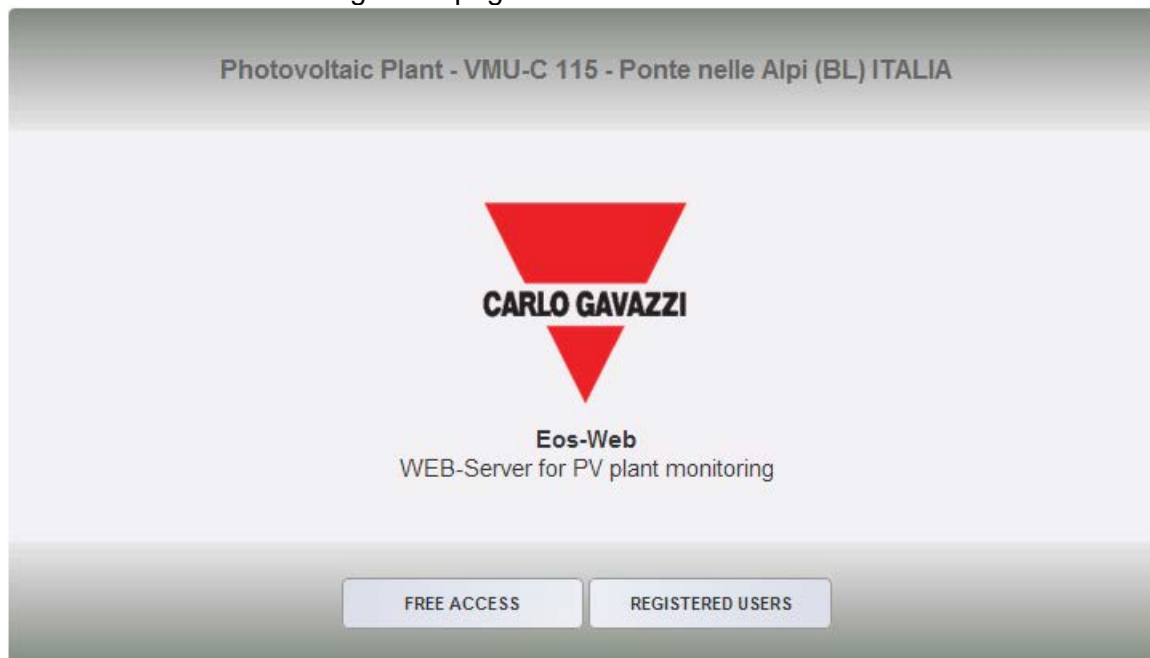 Photovoltaic Plant - VMU-C 115 - Ponte nelle Alpi (BL) ITALIA
CARLO GAVAZZI
Eos-Web
WEB-Server for PV plant monitoring
FREE ACCESS
REGISTERED USERS